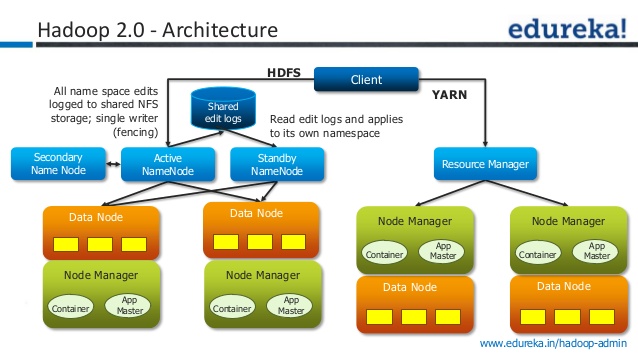 Hadoop 2.0 - Architecture
edureka!
HDFS
Client
YARN
All name space edits
logged to shared NFS
storage; single writer
(fencing)
Shared
edit logs
Read edit logs and applies
to its own namespace
Secondary
Name Node
Active
NameNode
Standby
NameNode
Resource Manager
Data Node
Data Node
Node Manager
Container
App
Master
Node Manager
Container
App
Master
Node Manager
Container
App
Master
Node Manager
Container
App
Master
Data Node
Data Node
www.edureka.in/hadoop-admin